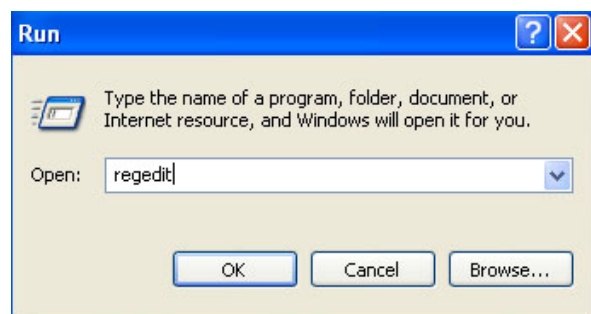 Run
Type the name of a program, folder, document, or
Internet resource, and Windows will open it for you.
Open: regedit
OK Cancel Browse...